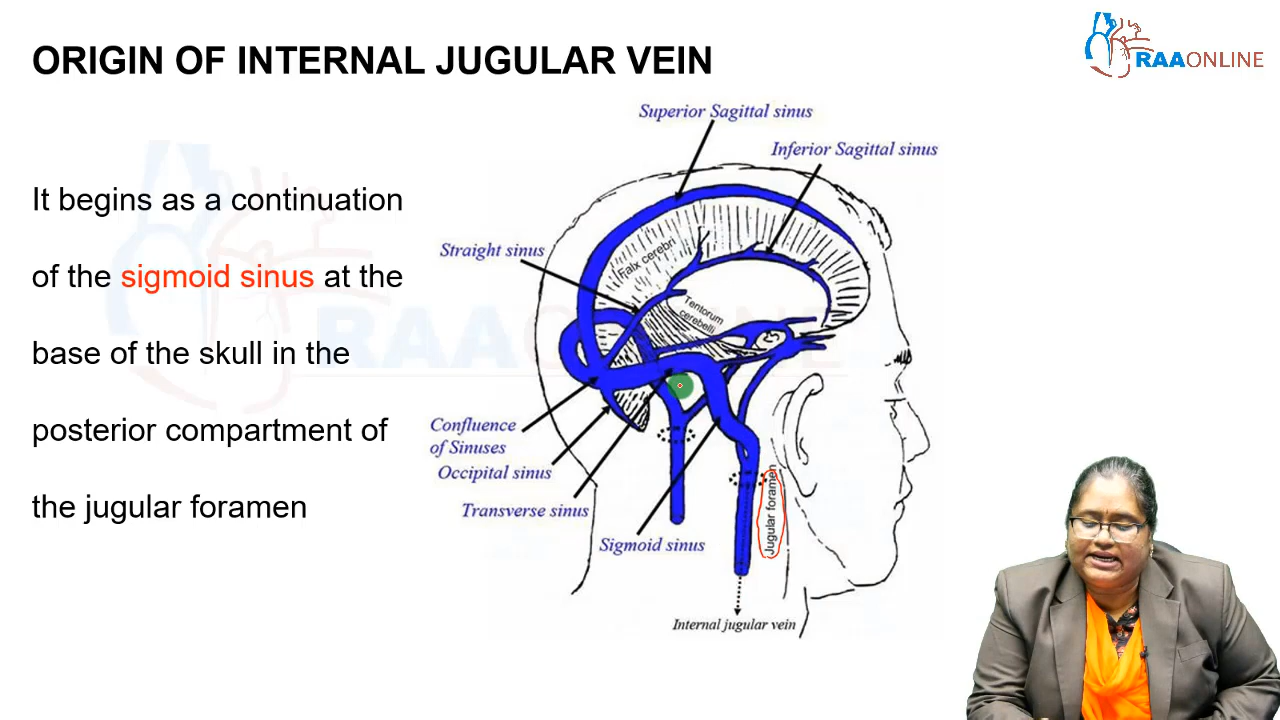 ORIGIN OF INTERNAL JUGULAR VEIN
RAAONLINE
It begins as a continuation
of the sigmoid sinus at the
base of the skull in the
posterior compartment of
the jugular foramen
Superior Sagittal sinus
Inferior Sagittal sinus
Straight sinus
Falx cerebri
Tentorum
cerebelli
Confluence
of Sinuses
Occipital sinus
Transverse sinus
Sigmoid sinus
Jugular foramen
Internal jugular vein
RAAONLINE